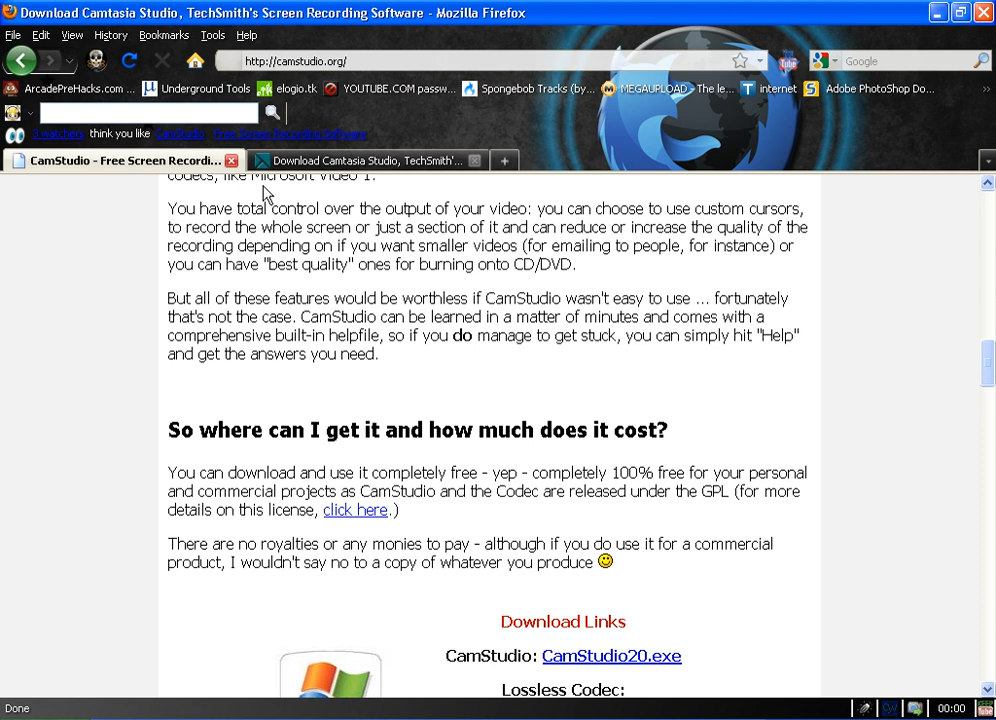 Download Camtasia Studio, TechSmith's Screen Recording Software - Mozilla Firefox
File Edit View History Bookmarks Tools Help
http://camstudio.org/ Google
ArcadePreHacks.com ... Underground Tools elogio.tk YOUTUBE.COM passw... Spongebob Tracks (by... MEGAUPLOAD - The le... internet Adobe PhotoShop Do...
3 matchers think you like CamStudio Free Screen Recording Software
CamStudio - Free Screen Recordi... Download Camtasia Studio, TechSmith'...
codecs, like Microsoft Video 1.
You have total control over the output of your video: you can choose to use custom cursors,
to record the whole screen or just a section of it and can reduce or increase the quality of the
recording depending on if you want smaller videos (for emailing to people, for instance) or
you can have "best quality" ones for burning onto CD/DVD.
But all of these features would be worthless if CamStudio wasn't easy to use ... fortunately
that's not the case. CamStudio can be learned in a matter of minutes and comes with a
comprehensive built-in helpfile, so if you do manage to get stuck, you can simply hit "Help"
and get the answers you need.
So where can I get it and how much does it cost?
You can download and use it completely free - yep - completely 100% free for your personal
and commercial projects as CamStudio and the Codec are released under the GPL (for more
details on this license, click here.)
There are no royalties or any monies to pay - although if you do use it for a commercial
product, I wouldn't say no to a copy of whatever you produce
Download Links
CamStudio: CamStudio20.exe
Lossless Codec:
Done 00:00